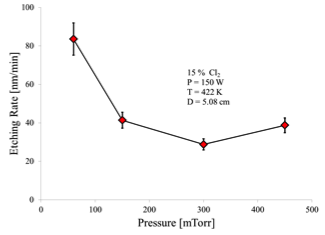 100
80
60
40
20
0
Etching Rate [nm/min]
15 % Cl₂
P = 150 W
T = 422 K
D = 5.08 cm
0 100 200 300 400 500
Pressure [mTorr]